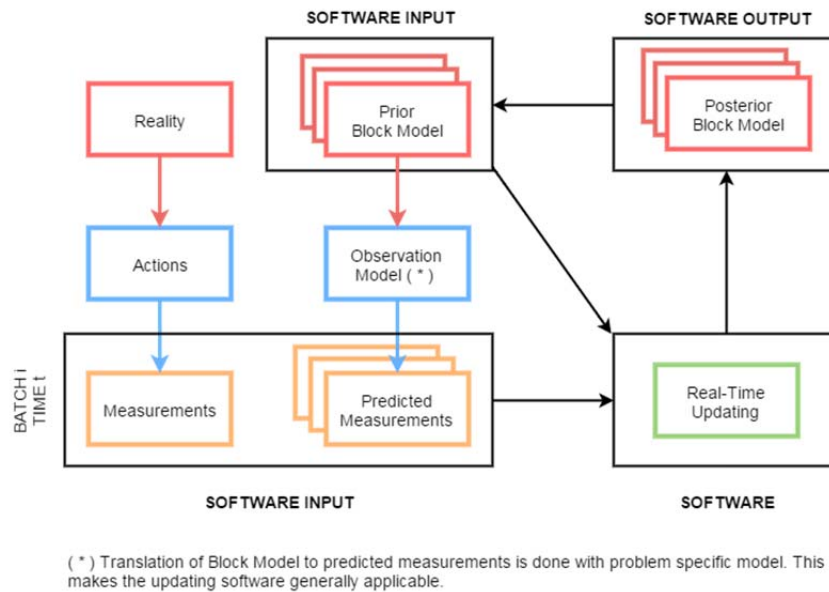 SOFTWARE INPUT
SOFTWARE OUTPUT
Reality
Prior
Block Model
Posterior
Block Model
Actions
Observation
Model ( * )
BATCH i
TIME t
Measurements
Predicted
Measurements
Real-Time
Updating
SOFTWARE INPUT
SOFTWARE
( * ) Translation of Block Model to predicted measurements is done with problem specific model. This
makes the updating software generally applicable.